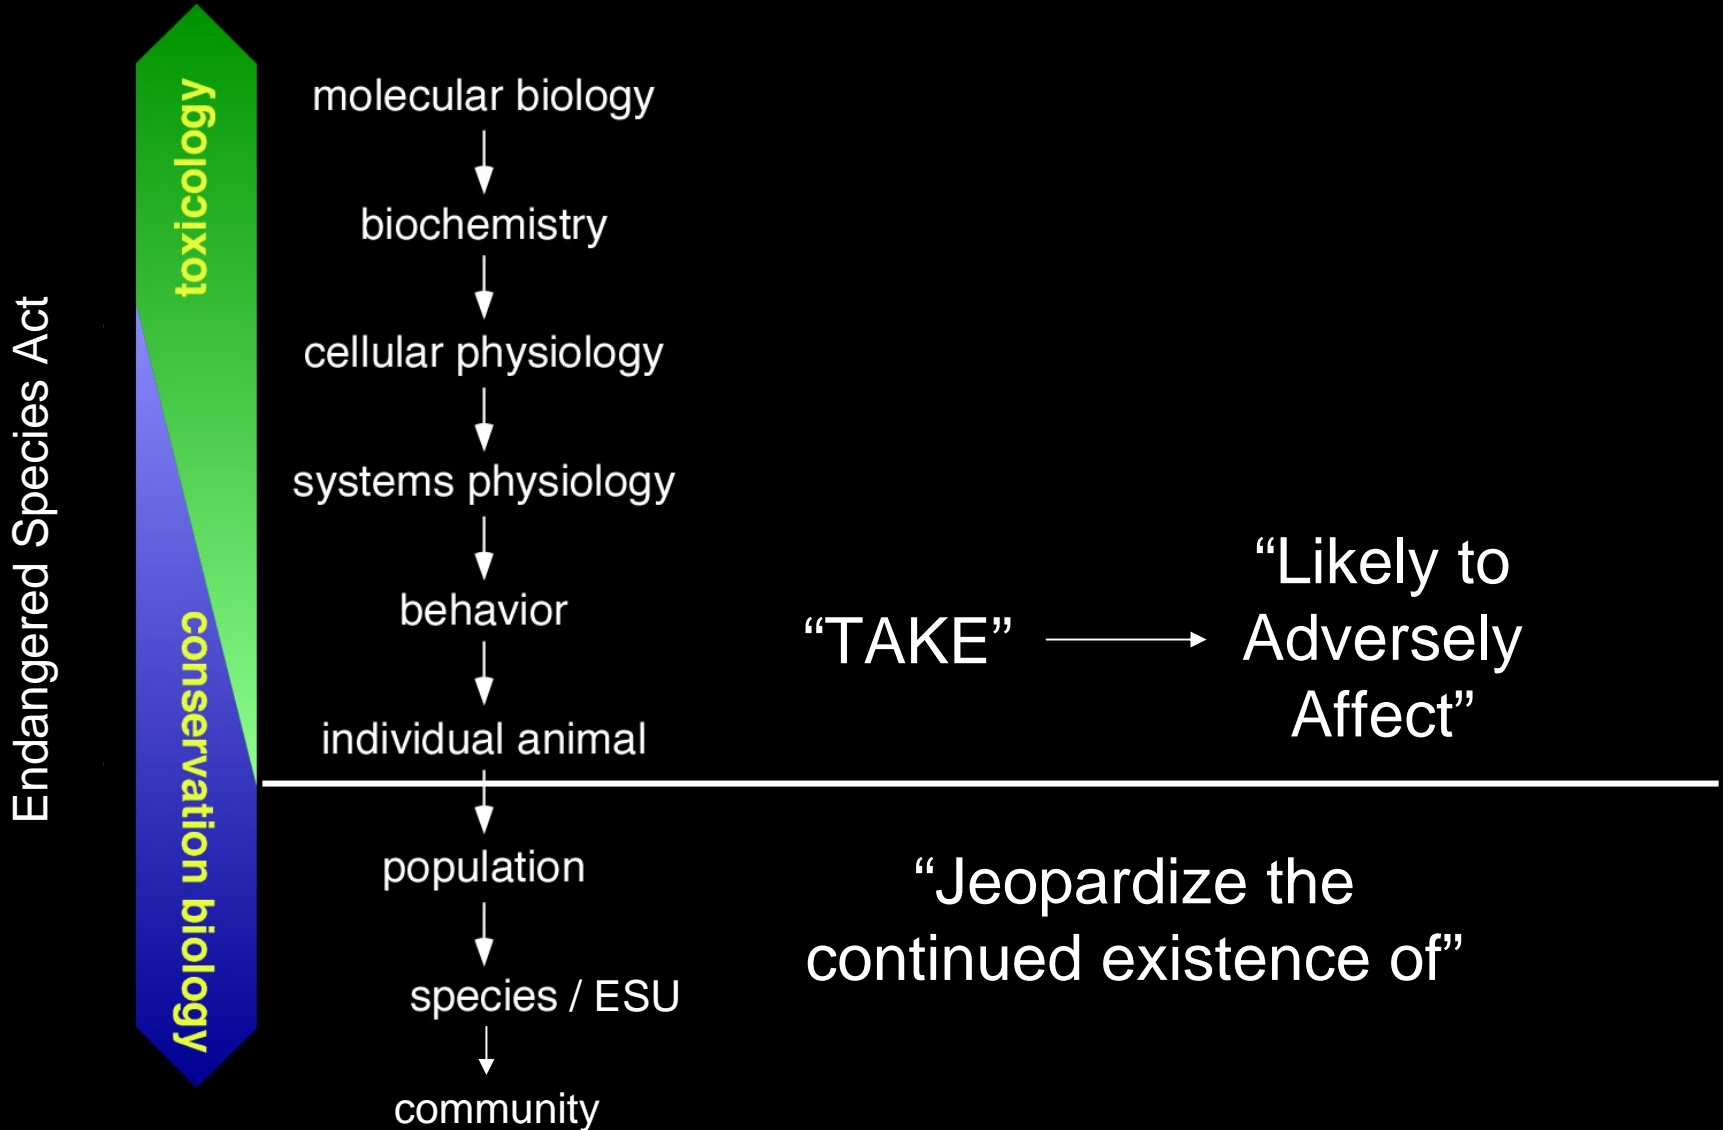 Endangered Species Act
toxicology
conservation biology
molecular biology
biochemistry
cellular physiology
systems physiology
behavior
individual animal
population
species / ESU
community
“TAKE”
“Likely to
Adversely
Affect”
“Jeopardize the
continued existence of”